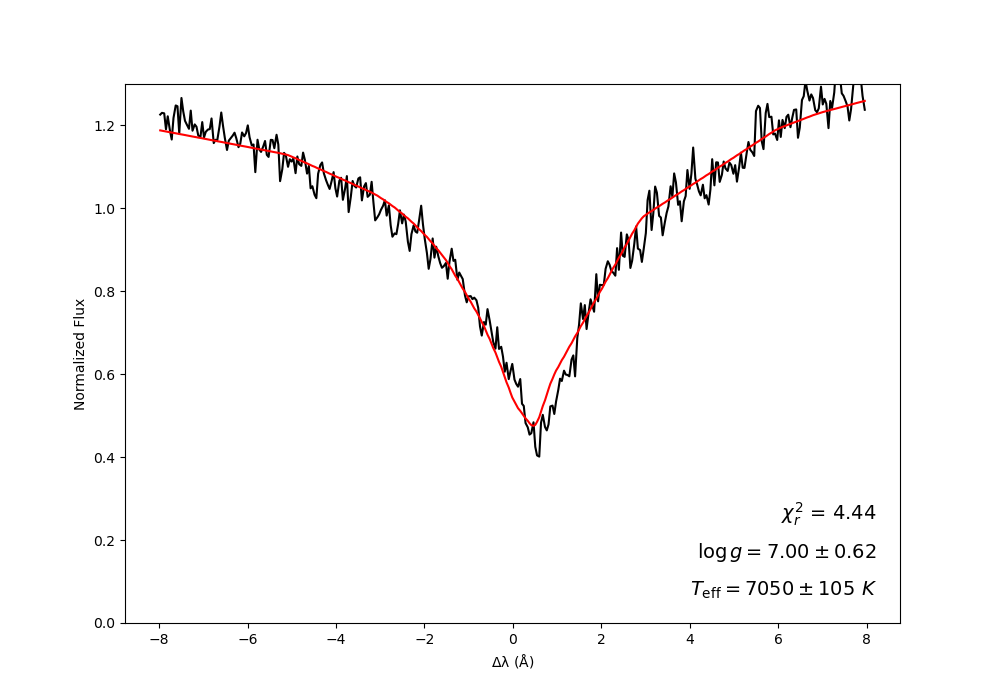 Normalized Flux
1.2
1.0
0.8
0.6
0.4
0.2
0.0
χ²ᵣ = 4.44
log g = 7.00 ± 0.62
T_eff = 7050 ± 105 K
−8 −6 −4 −2 0 2 4 6 8
Δλ (Å)